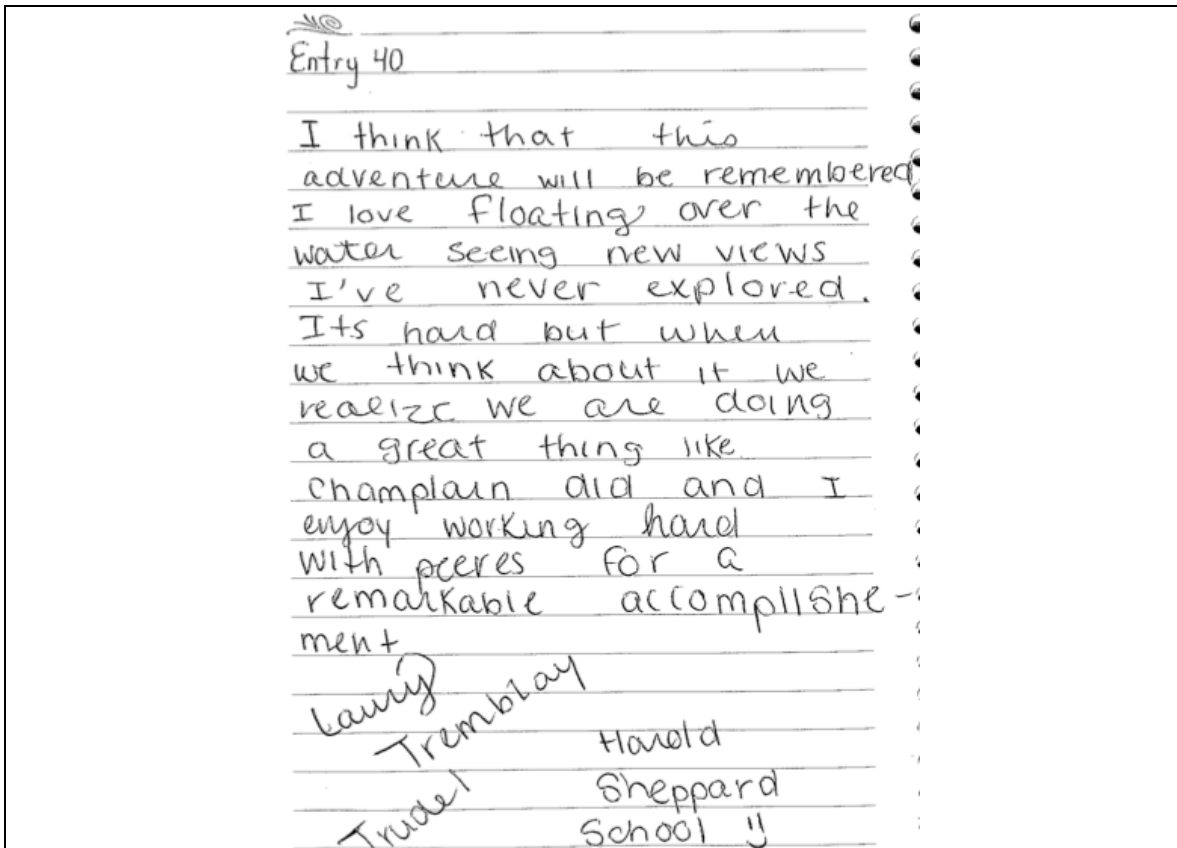 Entry 40
I think that this
adventure will be remembered
I love floating over the
water seeing new views
I've never explored.
Its hard but when
we think about it we
realize we are doing
a great thing like
Champlain did and I
enjoy working hard
with peeres for a
remarkable accomplishe-
ment
Laury
Tremblay
Trudel
Harold
Sheppard
School